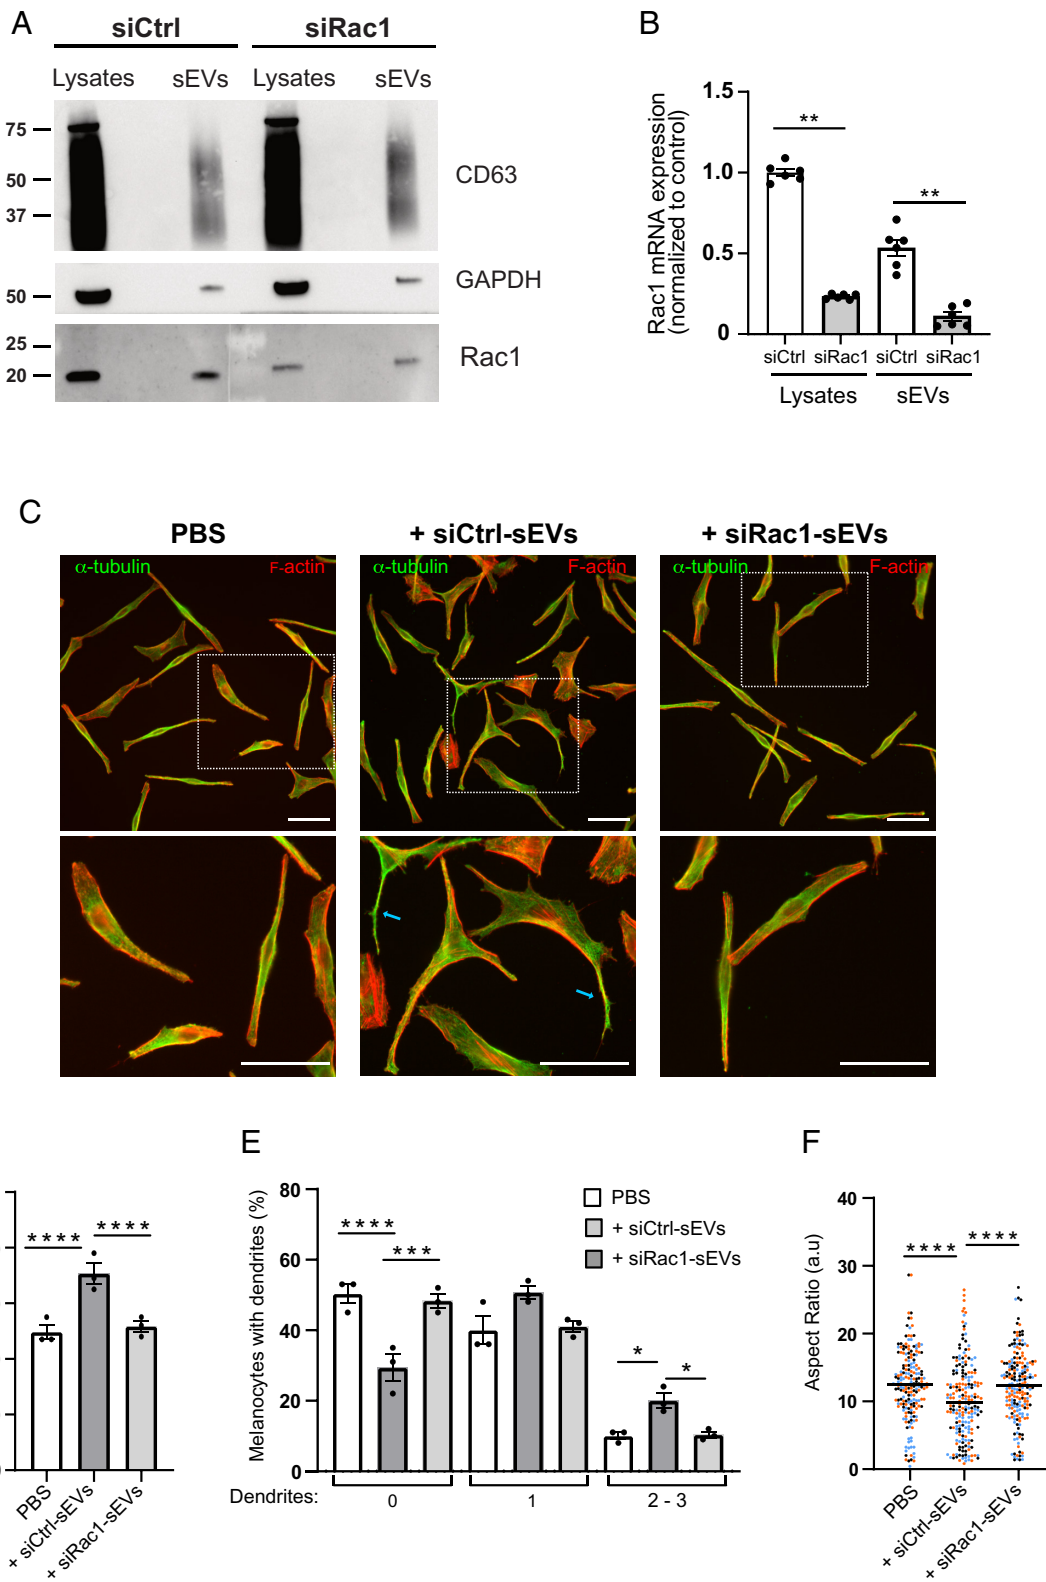 A
siCtrl
siRac1
Lysates
sEVs
Lysates
sEVs
75
50
37
CD63
50
GAPDH
25
20
Rac1
B
Rac1 mRNA expression
(normalized to control)
1.5
1.0
0.5
0
**
**
siCtrl
siRac1
siCtrl
siRac1
Lysates
sEVs
C
PBS
+ siCtrl-sEVs
+ siRac1-sEVs
α-tubulin
F-actin
α-tubulin
F-actin
α-tubulin
F-actin
****
****
PBS
+ siCtrl-sEVs
+ siRac1-sEVs
E
Melanocytes with dendrites (%)
80
60
40
20
0
****
***
*
*
PBS
+ siCtrl-sEVs
+ siRac1-sEVs
Dendrites:
0
1
2 - 3
F
Aspect Ratio (a.u)
40
30
20
10
0
****
****
PBS
+ siCtrl-sEVs
+ siRac1-sEVs